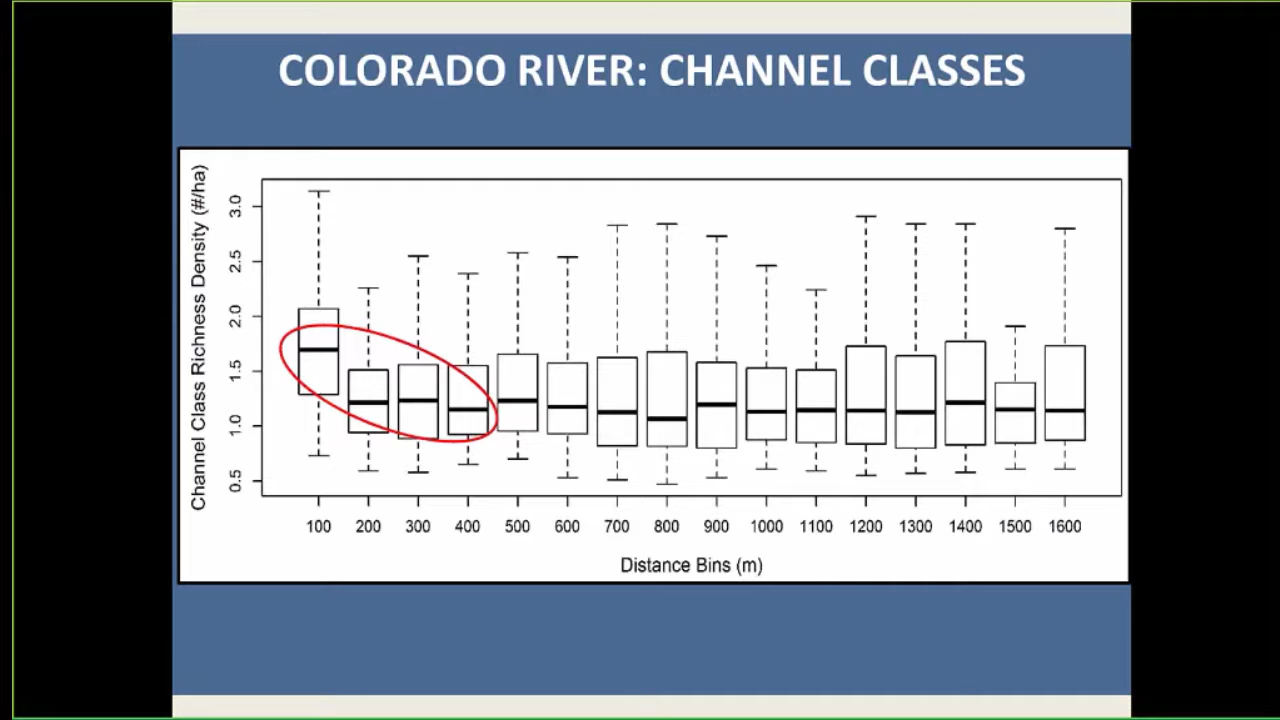 COLORADO RIVER: CHANNEL CLASSES
Channel Class Richness Density (#/ha)
3.0
2.5
2.0
1.5
1.0
0.5
100 200 300 400 500 600 700 800 900 1000 1100 1200 1300 1400 1500 1600
Distance Bins (m)